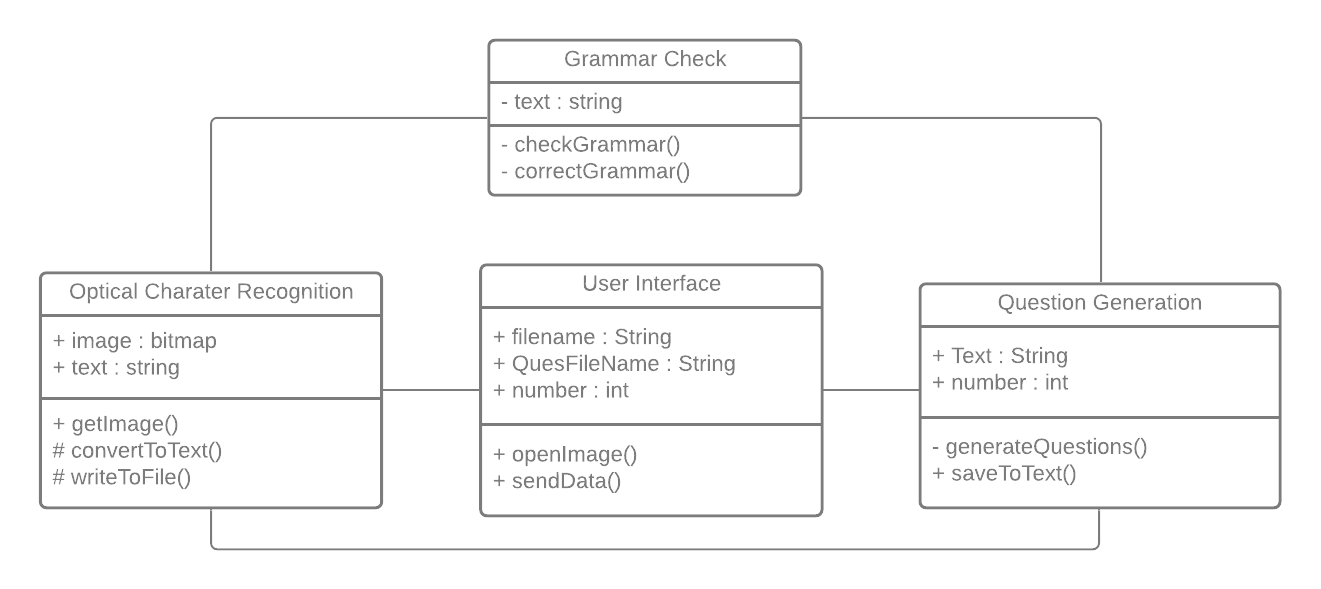 Grammar Check
- text : string
- checkGrammar()
- correctGrammar()
Optical Charater Recognition
+ image : bitmap
+ text : string
+ getImage()
# convertToText()
# writeToFile()
User Interface
+ filename : String
+ QuesFileName : String
+ number : int
+ openImage()
+ sendData()
Question Generation
+ Text : String
+ number : int
- generateQuestions()
+ saveToText()